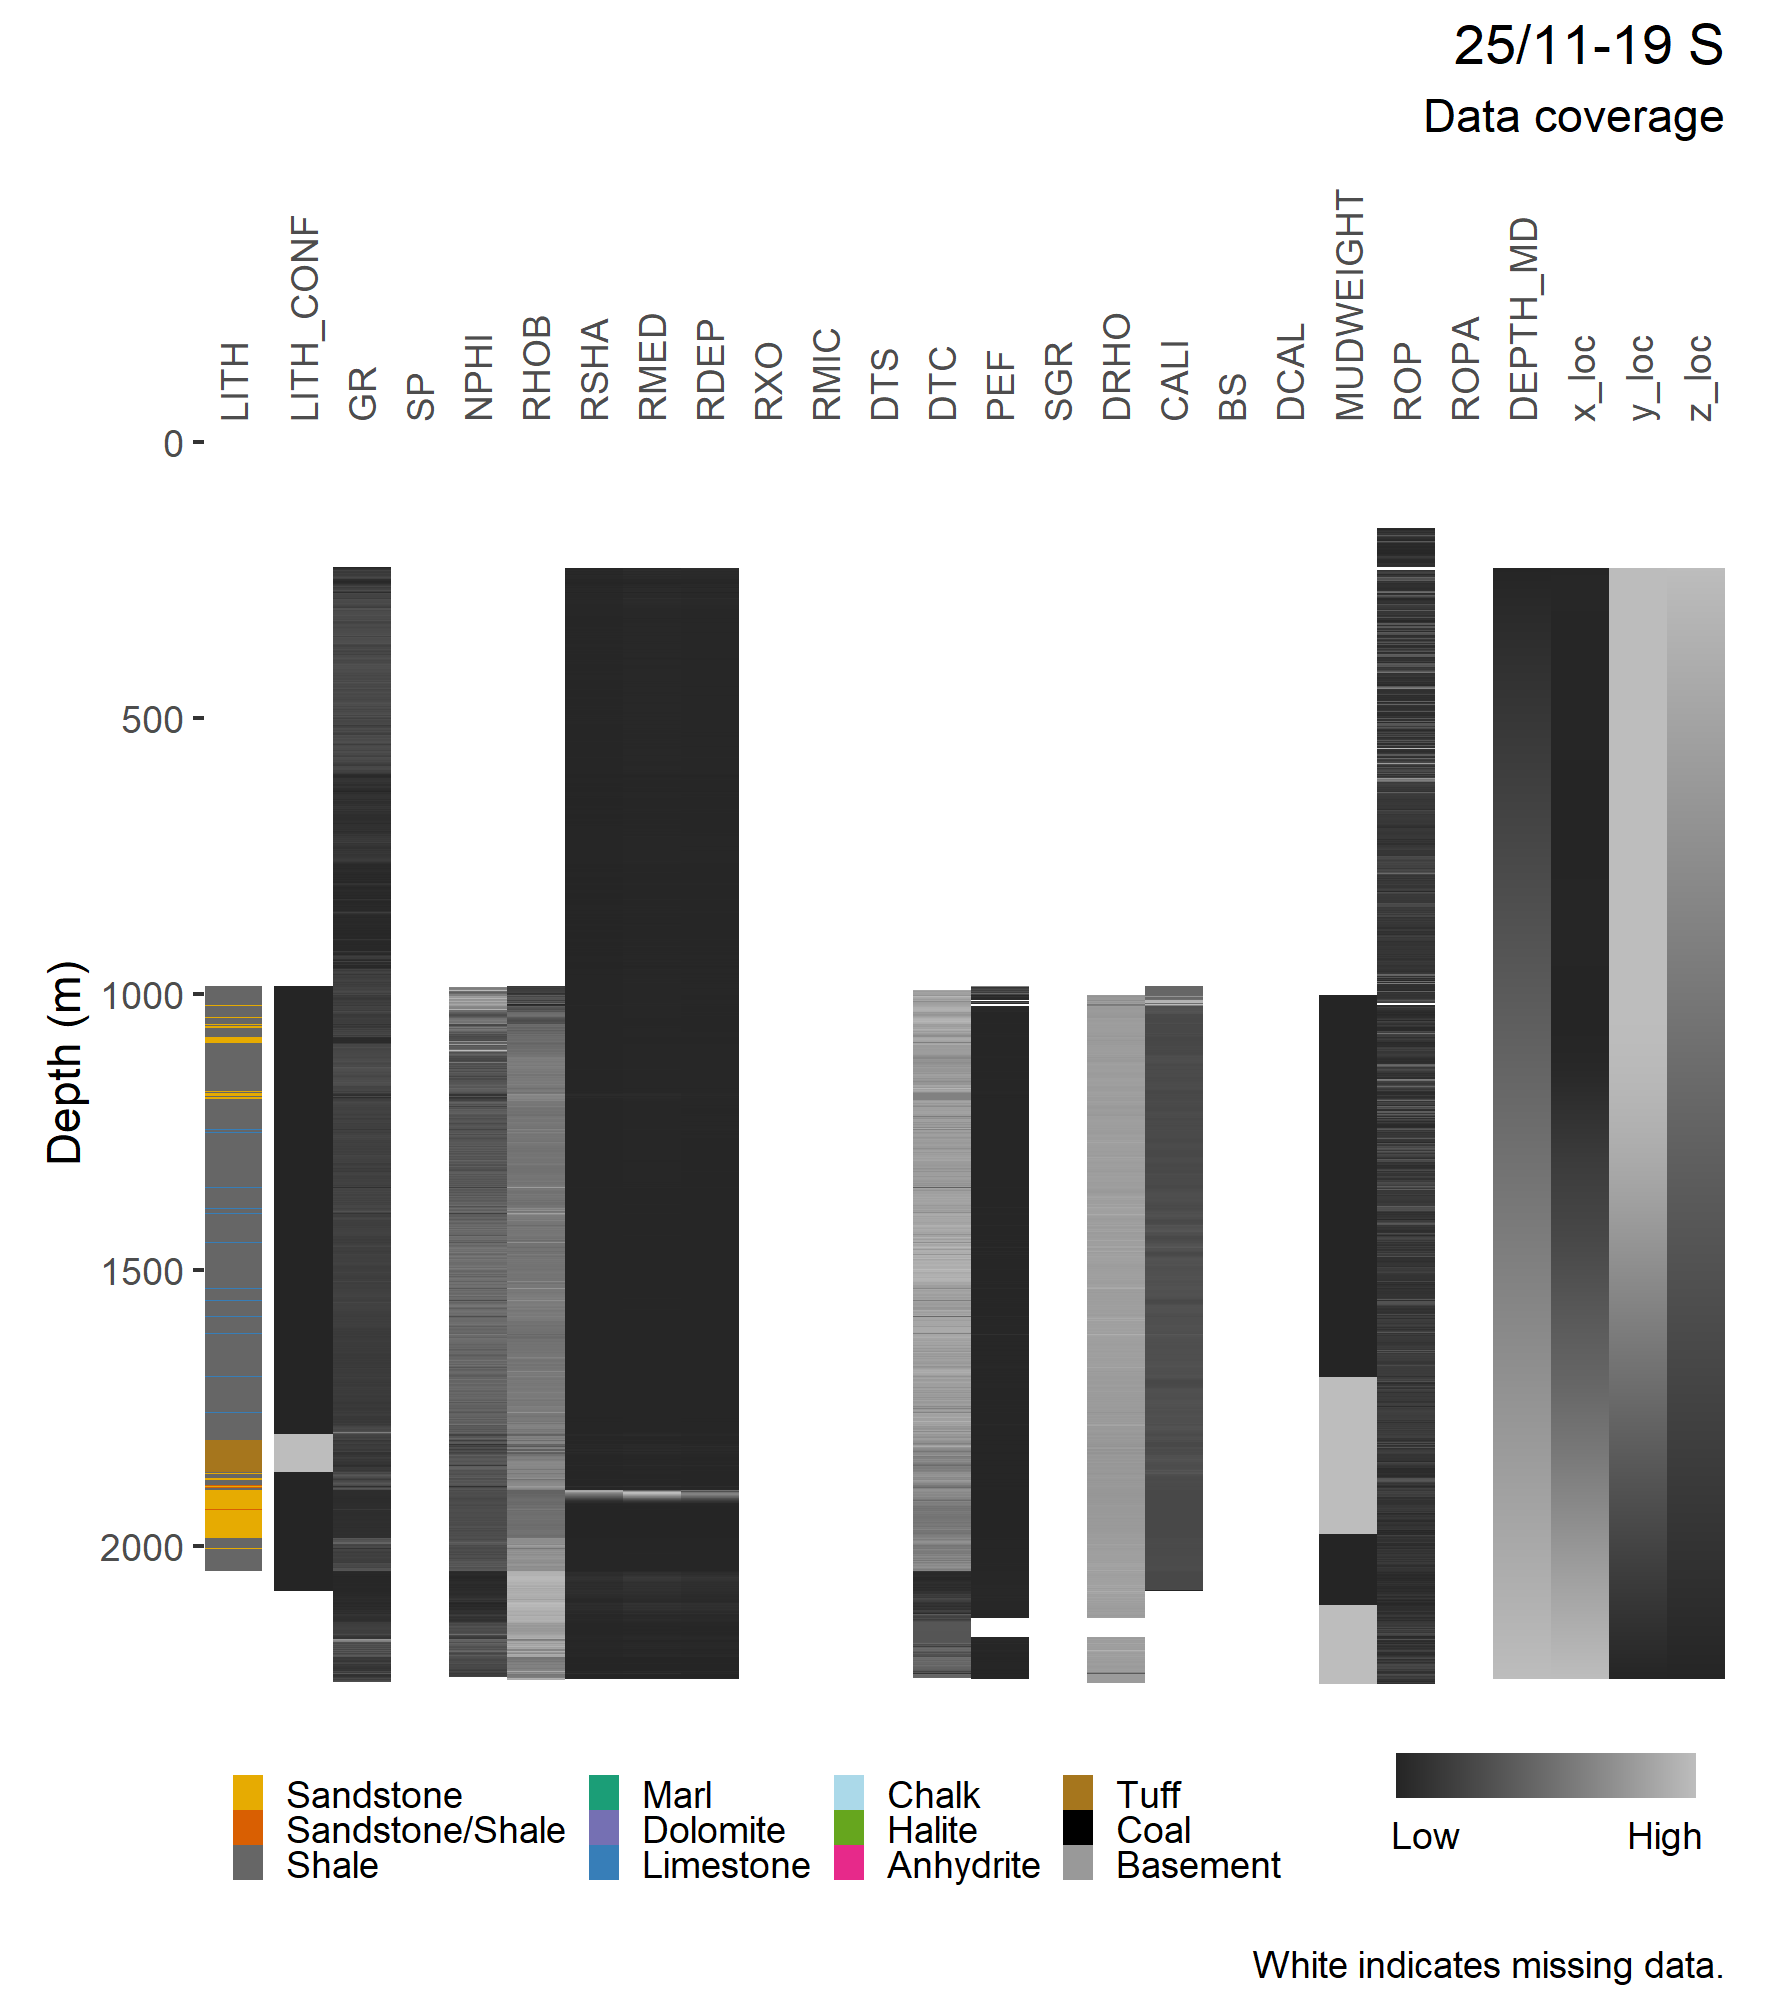 25/11-19 S
Data coverage
LITH
LITH_CONF
GR
SP
NPHI
RHOB
RSHA
RMED
RDEP
RXO
RMIC
DTS
DTC
PEF
SGR
DRHO
CALI
BS
DCAL
MUDWEIGHT
ROP
ROPA
DEPTH_MD
x_loc
y_loc
z_loc
Depth (m)
0
500
1000
1500
2000
Sandstone
Sandstone/Shale
Shale
Marl
Dolomite
Limestone
Chalk
Halite
Anhydrite
Tuff
Coal
Basement
Low High
White indicates missing data.